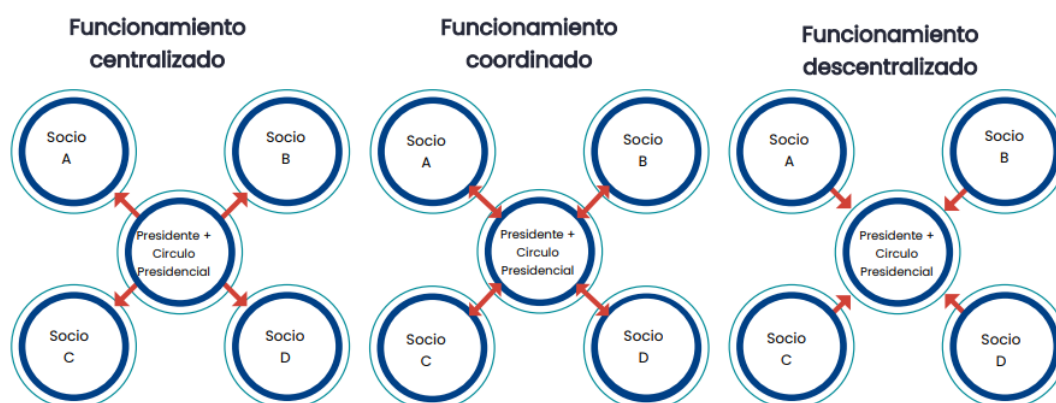 Funcionamiento
centralizado
Socio
A
Socio
B
Presidente +
Circulo
Presidencial
Socio
C
Socio
D
Funcionamiento
coordinado
Socio
A
Socio
B
Presidente +
Circulo
Presidencial
Socio
C
Socio
D
Funcionamiento
descentralizado
Socio
A
Socio
B
Presidente +
Circulo
Presidencial
Socio
C
Socio
D